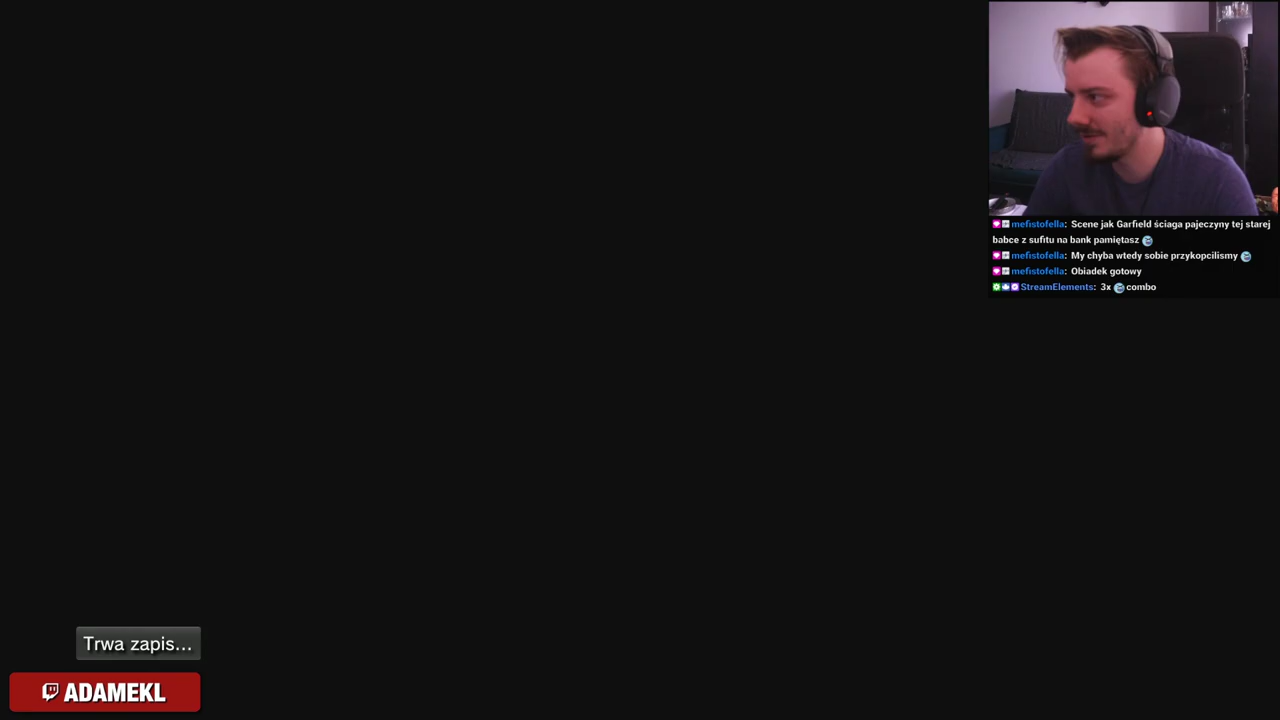 mefistofella: Scene jak Garfield ściaga pajeczyny tej starej
babce z sufitu na bank pamiętasz
mefistofella: My chyba wtedy sobie przykopcilismy
mefistofella: Obiadek gotowy
StreamElements: 3x combo
Trwa zapis...
ADAMEKL